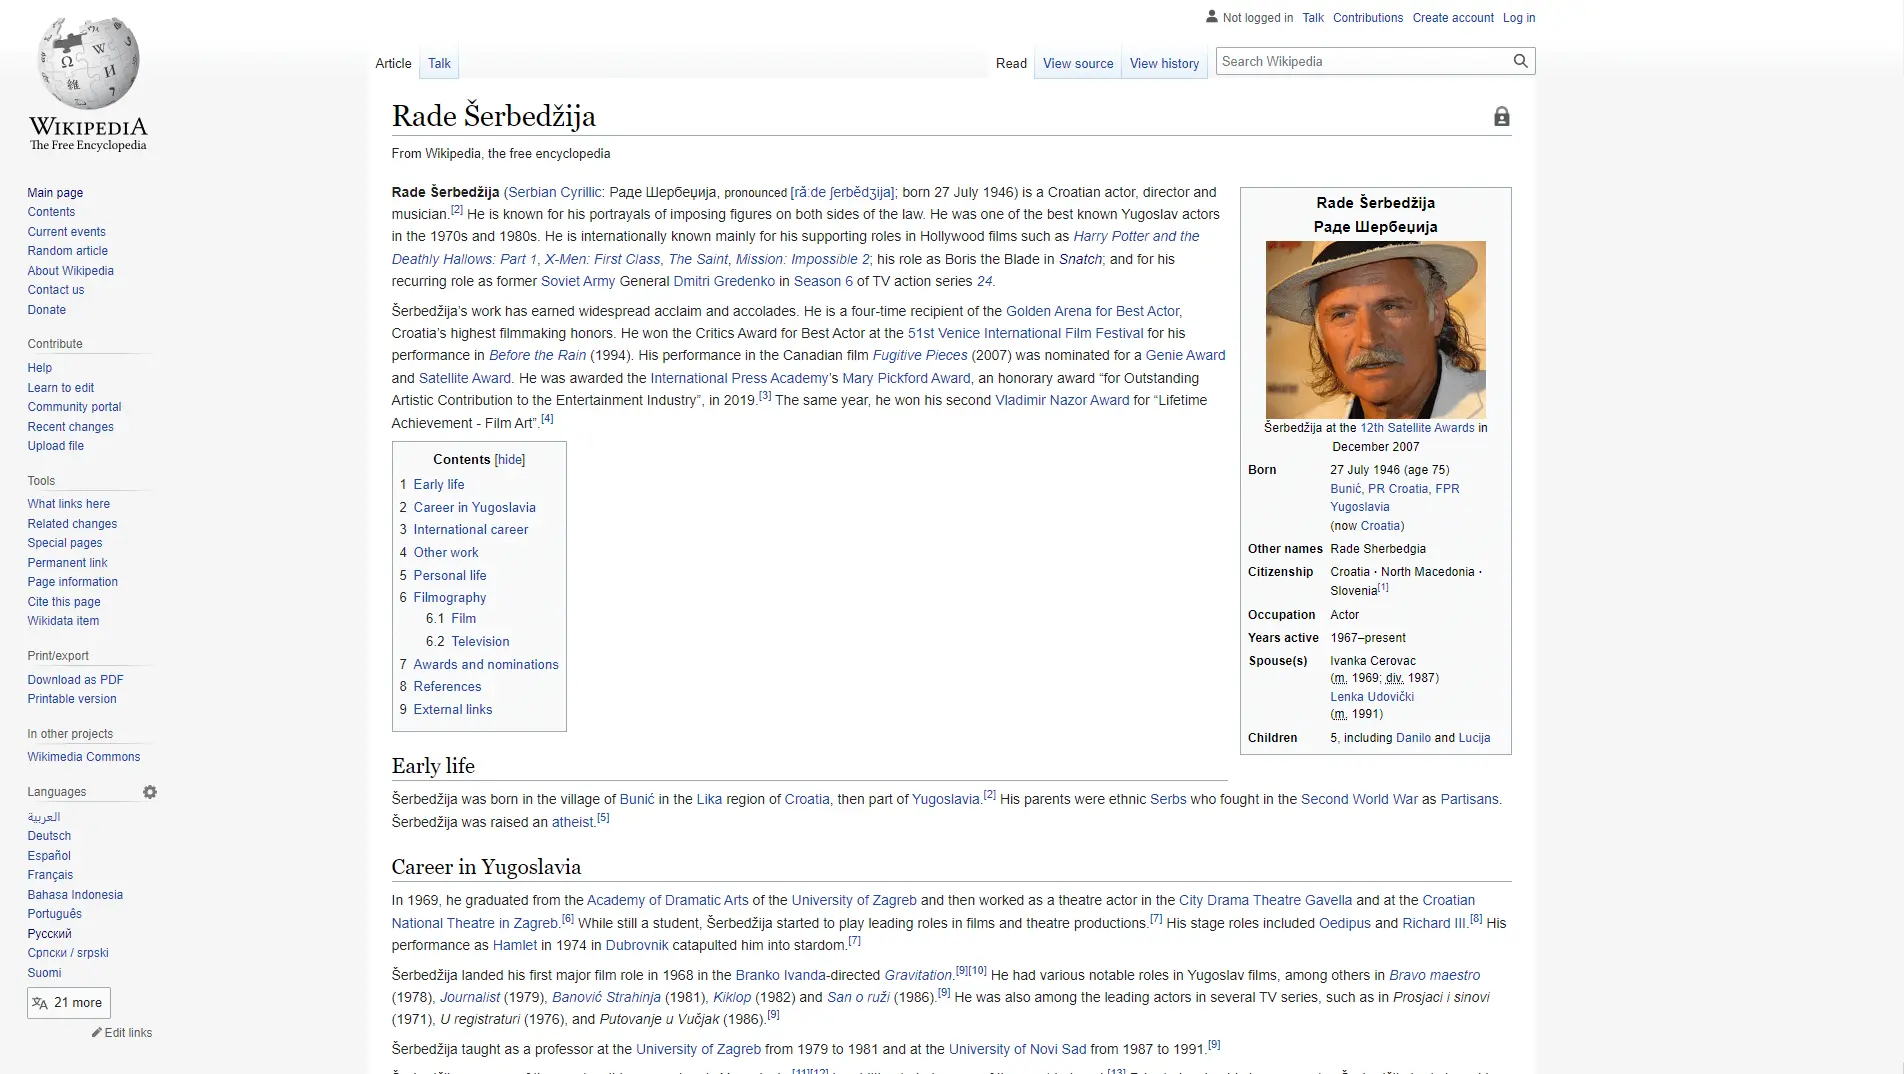 Not logged in Talk Contributions Create account Log in
Article Talk Read View source View history Search Wikipedia
WIKIPEDIA
The Free Encyclopedia
Main page
Contents
Current events
Random article
About Wikipedia
Contact us
Donate
Contribute
Help
Learn to edit
Community portal
Recent changes
Upload file
Tools
What links here
Related changes
Special pages
Permanent link
Page information
Cite this page
Wikidata item
Print/export
Download as PDF
Printable version
In other projects
Wikimedia Commons
Languages
العربية
Deutsch
Español
Français
Bahasa Indonesia
Português
Русский
Српски / srpski
Suomi
21 more
Edit links
Rade Šerbedžija
From Wikipedia, the free encyclopedia
Rade Šerbedžija (Serbian Cyrillic: Раде Шербеџија, pronounced [rǎːde ʃerbědʒija]; born 27 July 1946) is a Croatian actor, director and
musician.[2] He is known for his portrayals of imposing figures on both sides of the law. He was one of the best known Yugoslav actors
in the 1970s and 1980s. He is internationally known mainly for his supporting roles in Hollywood films such as Harry Potter and the
Deathly Hallows: Part 1, X-Men: First Class, The Saint, Mission: Impossible 2; his role as Boris the Blade in Snatch; and for his
recurring role as former Soviet Army General Dmitri Gredenko in Season 6 of TV action series 24.
Šerbedžija’s work has earned widespread acclaim and accolades. He is a four-time recipient of the Golden Arena for Best Actor,
Croatia’s highest filmmaking honors. He won the Critics Award for Best Actor at the 51st Venice International Film Festival for his
performance in Before the Rain (1994). His performance in the Canadian film Fugitive Pieces (2007) was nominated for a Genie Award
and Satellite Award. He was awarded the International Press Academy’s Mary Pickford Award, an honorary award “for Outstanding
Artistic Contribution to the Entertainment Industry”, in 2019.[3] The same year, he won his second Vladimir Nazor Award for “Lifetime
Achievement - Film Art”.[4]
Contents [hide]
1 Early life
2 Career in Yugoslavia
3 International career
4 Other work
5 Personal life
6 Filmography
6.1 Film
6.2 Television
7 Awards and nominations
8 References
9 External links
Rade Šerbedžija
Раде Шербеџија
Šerbedžija at the 12th Satellite Awards in
December 2007
Born 27 July 1946 (age 75)
Bunić, PR Croatia, FPR
Yugoslavia
(now Croatia)
Other names Rade Sherbedgia
Citizenship Croatia · North Macedonia ·
Slovenia[1]
Occupation Actor
Years active 1967–present
Spouse(s) Ivanka Cerovac
(m. 1969; div. 1987)
Lenka Udovički
(m. 1991)
Children 5, including Danilo and Lucija
Early life
Šerbedžija was born in the village of Bunić in the Lika region of Croatia, then part of Yugoslavia.[2] His parents were ethnic Serbs who fought in the Second World War as Partisans.
Šerbedžija was raised an atheist.[5]
Career in Yugoslavia
In 1969, he graduated from the Academy of Dramatic Arts of the University of Zagreb and then worked as a theatre actor in the City Drama Theatre Gavella and at the Croatian
National Theatre in Zagreb.[6] While still a student, Šerbedžija started to play leading roles in films and theatre productions.[7] His stage roles included Oedipus and Richard III.[8] His
performance as Hamlet in 1974 in Dubrovnik catapulted him into stardom.[7]
Šerbedžija landed his first major film role in 1968 in the Branko Ivanda-directed Gravitation.[9][10] He had various notable roles in Yugoslav films, among others in Bravo maestro
(1978), Journalist (1979), Banović Strahinja (1981), Kiklop (1982) and San o ruži (1986).[9] He was also among the leading actors in several TV series, such as in Prosjaci i sinovi
(1971), U registraturi (1976), and Putovanje u Vučjak (1986).[9]
Šerbedžija taught as a professor at the University of Zagreb from 1979 to 1981 and at the University of Novi Sad from 1987 to 1991.[9]